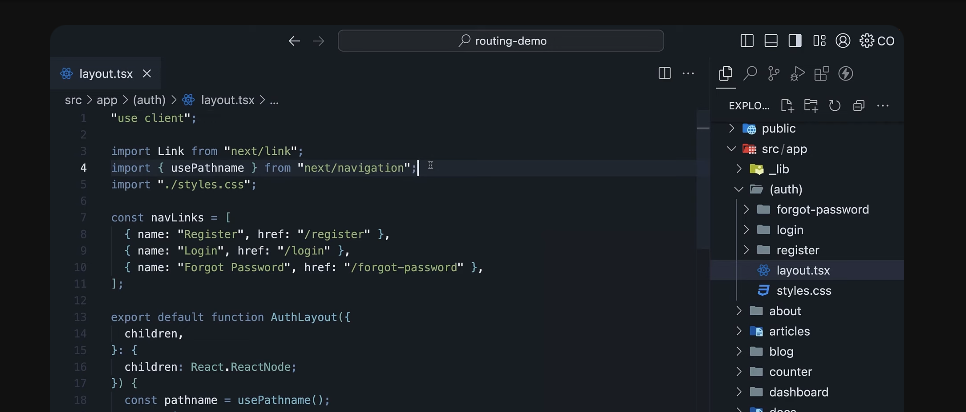 routing-demo
CO
layout.tsx
src > app > (auth) > layout.tsx > ...
1 "use client";
2
3 import Link from "next/link";
4 import { usePathname } from "next/navigation";
5 import "./styles.css";
6
7 const navLinks = [
8 { name: "Register", href: "/register" },
9 { name: "Login", href: "/login" },
10 { name: "Forgot Password", href: "/forgot-password" },
11 ];
12
13 export default function AuthLayout({
14 children,
15 }: {
16 children: React.ReactNode;
17 }) {
18 const pathname = usePathname();
EXPLO...
public
src/app
_lib
(auth)
forgot-password
login
register
layout.tsx
styles.css
about
articles
blog
counter
dashboard